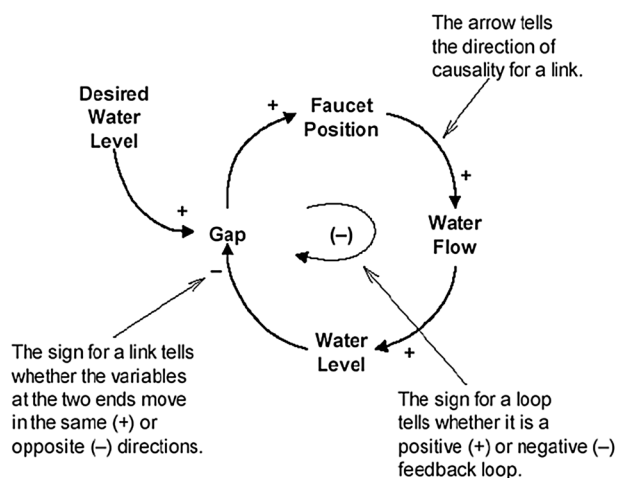 The arrow tells
the direction of
causality for a link.
Desired
Water
Level
+
Faucet
Position
+
+
Gap
(–)
Water
Flow
–
Water
Level
+
The sign for a link tells
whether the variables
at the two ends move
in the same (+) or
opposite (–) directions.
The sign for a loop
tells whether it is a
positive (+) or negative (–)
feedback loop.